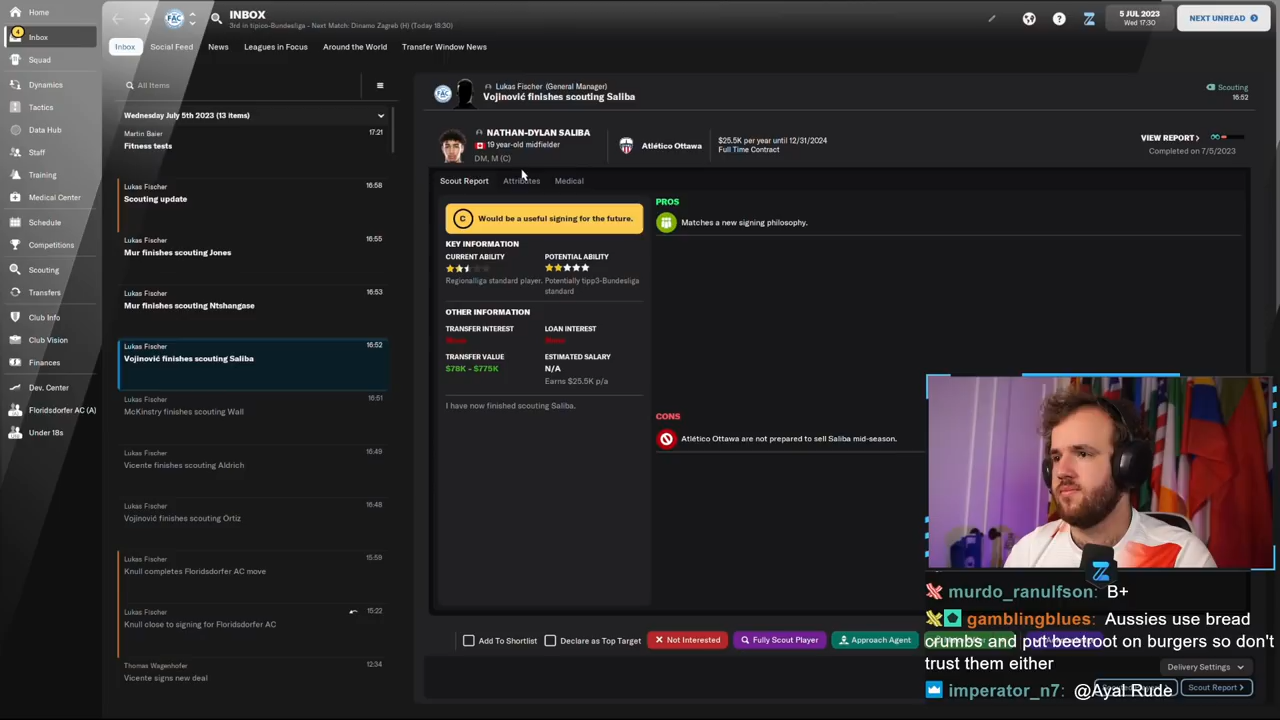 Home
4
Inbox
Squad
Dynamics
Tactics
Data Hub
Staff
Training
Medical Center
Schedule
Competitions
Scouting
Transfers
Club Info
Club Vision
Finances
Dev. Center
Floridsdorfer AC (A)
Under 18s
INBOX
3rd in tipico-Bundesliga - Next Match: Dinamo Zagreb (H) (Today 18:30)
5 JUL 2023
Wed 17:30
NEXT UNREAD
Inbox
Social Feed
News
Leagues in Focus
Around the World
Transfer Window News
All Items
Wednesday July 5th 2023 (13 items)
Martin Baier
17:21
Fitness tests
Lukas Fischer
16:58
Scouting update
Lukas Fischer
16:55
Mur finishes scouting Jones
Lukas Fischer
16:53
Mur finishes scouting Ntshangase
Lukas Fischer
16:52
Vojinović finishes scouting Saliba
Lukas Fischer
16:51
McKinstry finishes scouting Wall
Lukas Fischer
16:49
Vicente finishes scouting Aldrich
Lukas Fischer
16:48
Vojinović finishes scouting Ortiz
Lukas Fischer
15:59
Knull completes Floridsdorfer AC move
Lukas Fischer
15:22
Knull close to signing for Floridsdorfer AC
Thomas Wagenhofer
12:34
Vicente signs new deal
Lukas Fischer (General Manager)
Vojinović finishes scouting Saliba
Scouting
16:52
NATHAN-DYLAN SALIBA
19 year-old midfielder
DM, M (C)
Atlético Ottawa
$25.5K per year until 12/31/2024
Full Time Contract
VIEW REPORT >
Completed on 7/5/2023
Scout Report
Attributes
Medical
C
Would be a useful signing for the future.
KEY INFORMATION
CURRENT ABILITY
POTENTIAL ABILITY
Regionalliga standard player.
Potentially tipp3-Bundesliga
standard
OTHER INFORMATION
TRANSFER INTEREST
LOAN INTEREST
None
None
TRANSFER VALUE
ESTIMATED SALARY
$78K - $775K
N/A
Earns $25.5K p/a
I have now finished scouting Saliba.
PROS
Matches a new signing philosophy.
CONS
Atlético Ottawa are not prepared to sell Saliba mid-season.
Add To Shortlist
Declare as Top Target
Not Interested
Fully Scout Player
Approach Agent
Delivery Settings
Scout Report >
murdo_ranulfson: B+
gamblingblues: Aussies use bread
crumbs and put beetroot on burgers so don't
trust them either
imperator_n7: @Ayal Rude